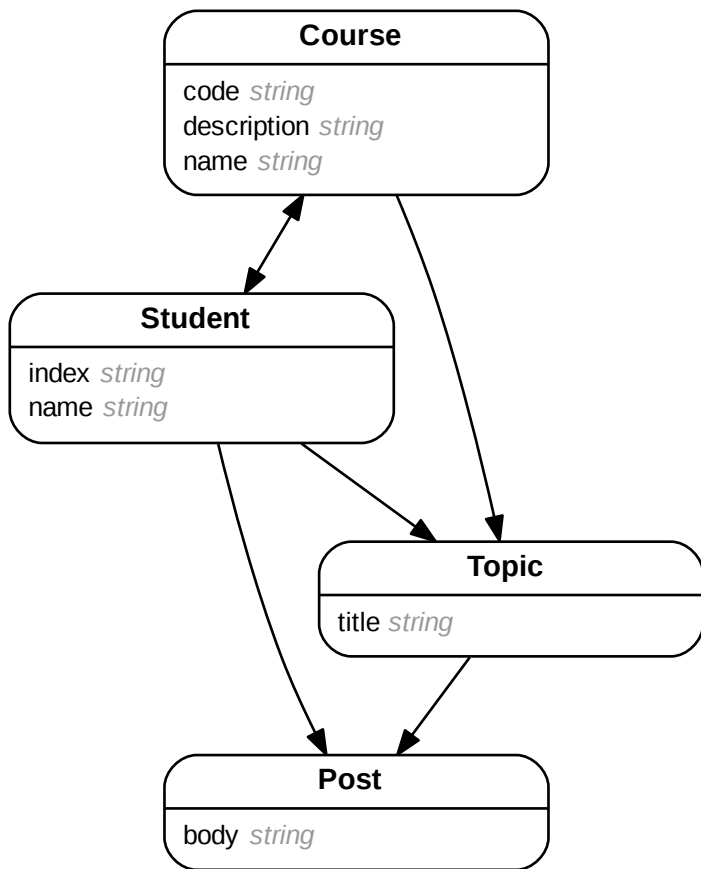 Course
code string
description string
name string
Student
index string
name string
Topic
title string
Post
body string